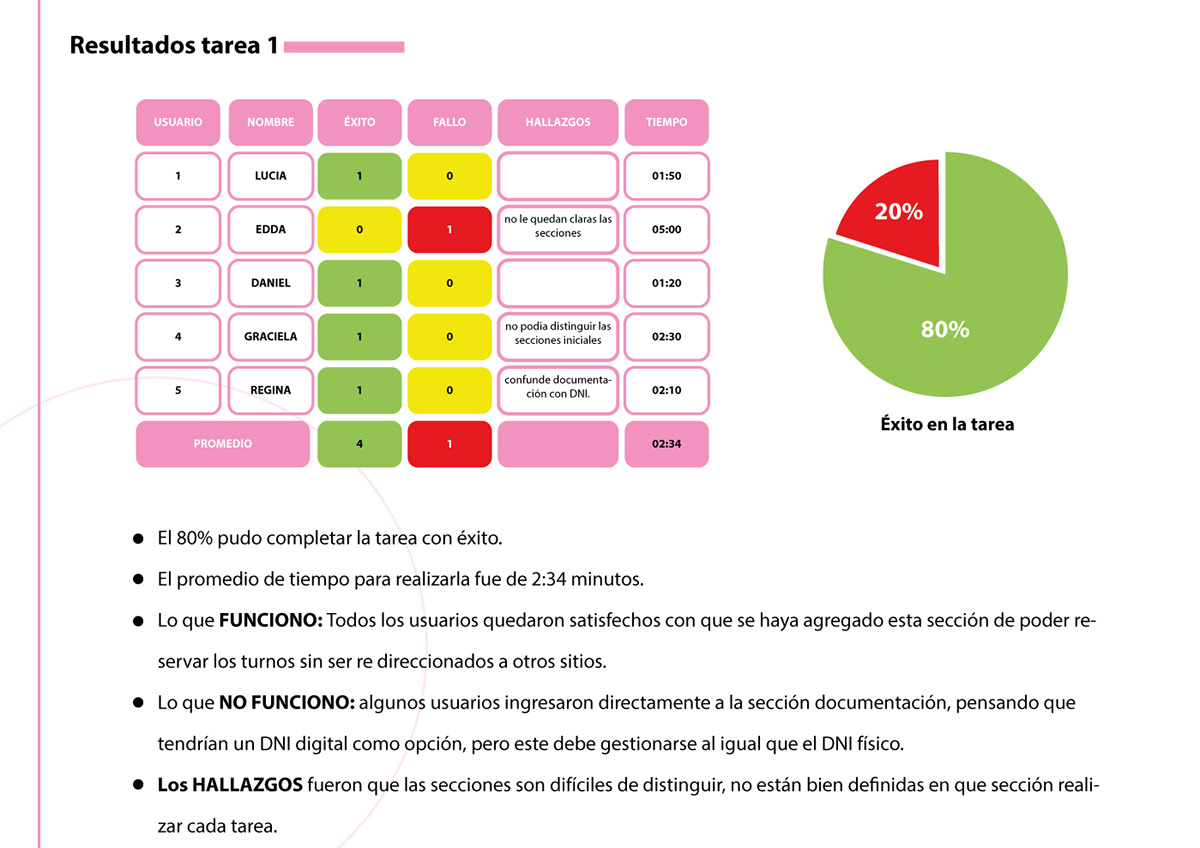 Resultados tarea 1
USUARIO NOMBRE ÉXITO FALLO HALLAZGOS TIEMPO
1 LUCIA 1 0 01:50
2 EDDA 0 1 no le quedan claras las
secciones 05:00
3 DANIEL 1 0 01:20
4 GRACIELA 1 0 no podia distinguir las
secciones iniciales 02:30
5 REGINA 1 0 confunde documenta-
ción con DNI. 02:10
PROMEDIO 4 1 02:34
20%
80%
Éxito en la tarea
● El 80% pudo completar la tarea con éxito.
● El promedio de tiempo para realizarla fue de 2:34 minutos.
● Lo que FUNCIONO: Todos los usuarios quedaron satisfechos con que se haya agregado esta sección de poder re-
servar los turnos sin ser re direccionados a otros sitios.
● Lo que NO FUNCIONO: algunos usuarios ingresaron directamente a la sección documentación, pensando que
tendrían un DNI digital como opción, pero este debe gestionarse al igual que el DNI físico.
● Los HALLAZGOS fueron que las secciones son difíciles de distinguir, no están bien definidas en que sección reali-
zar cada tarea.